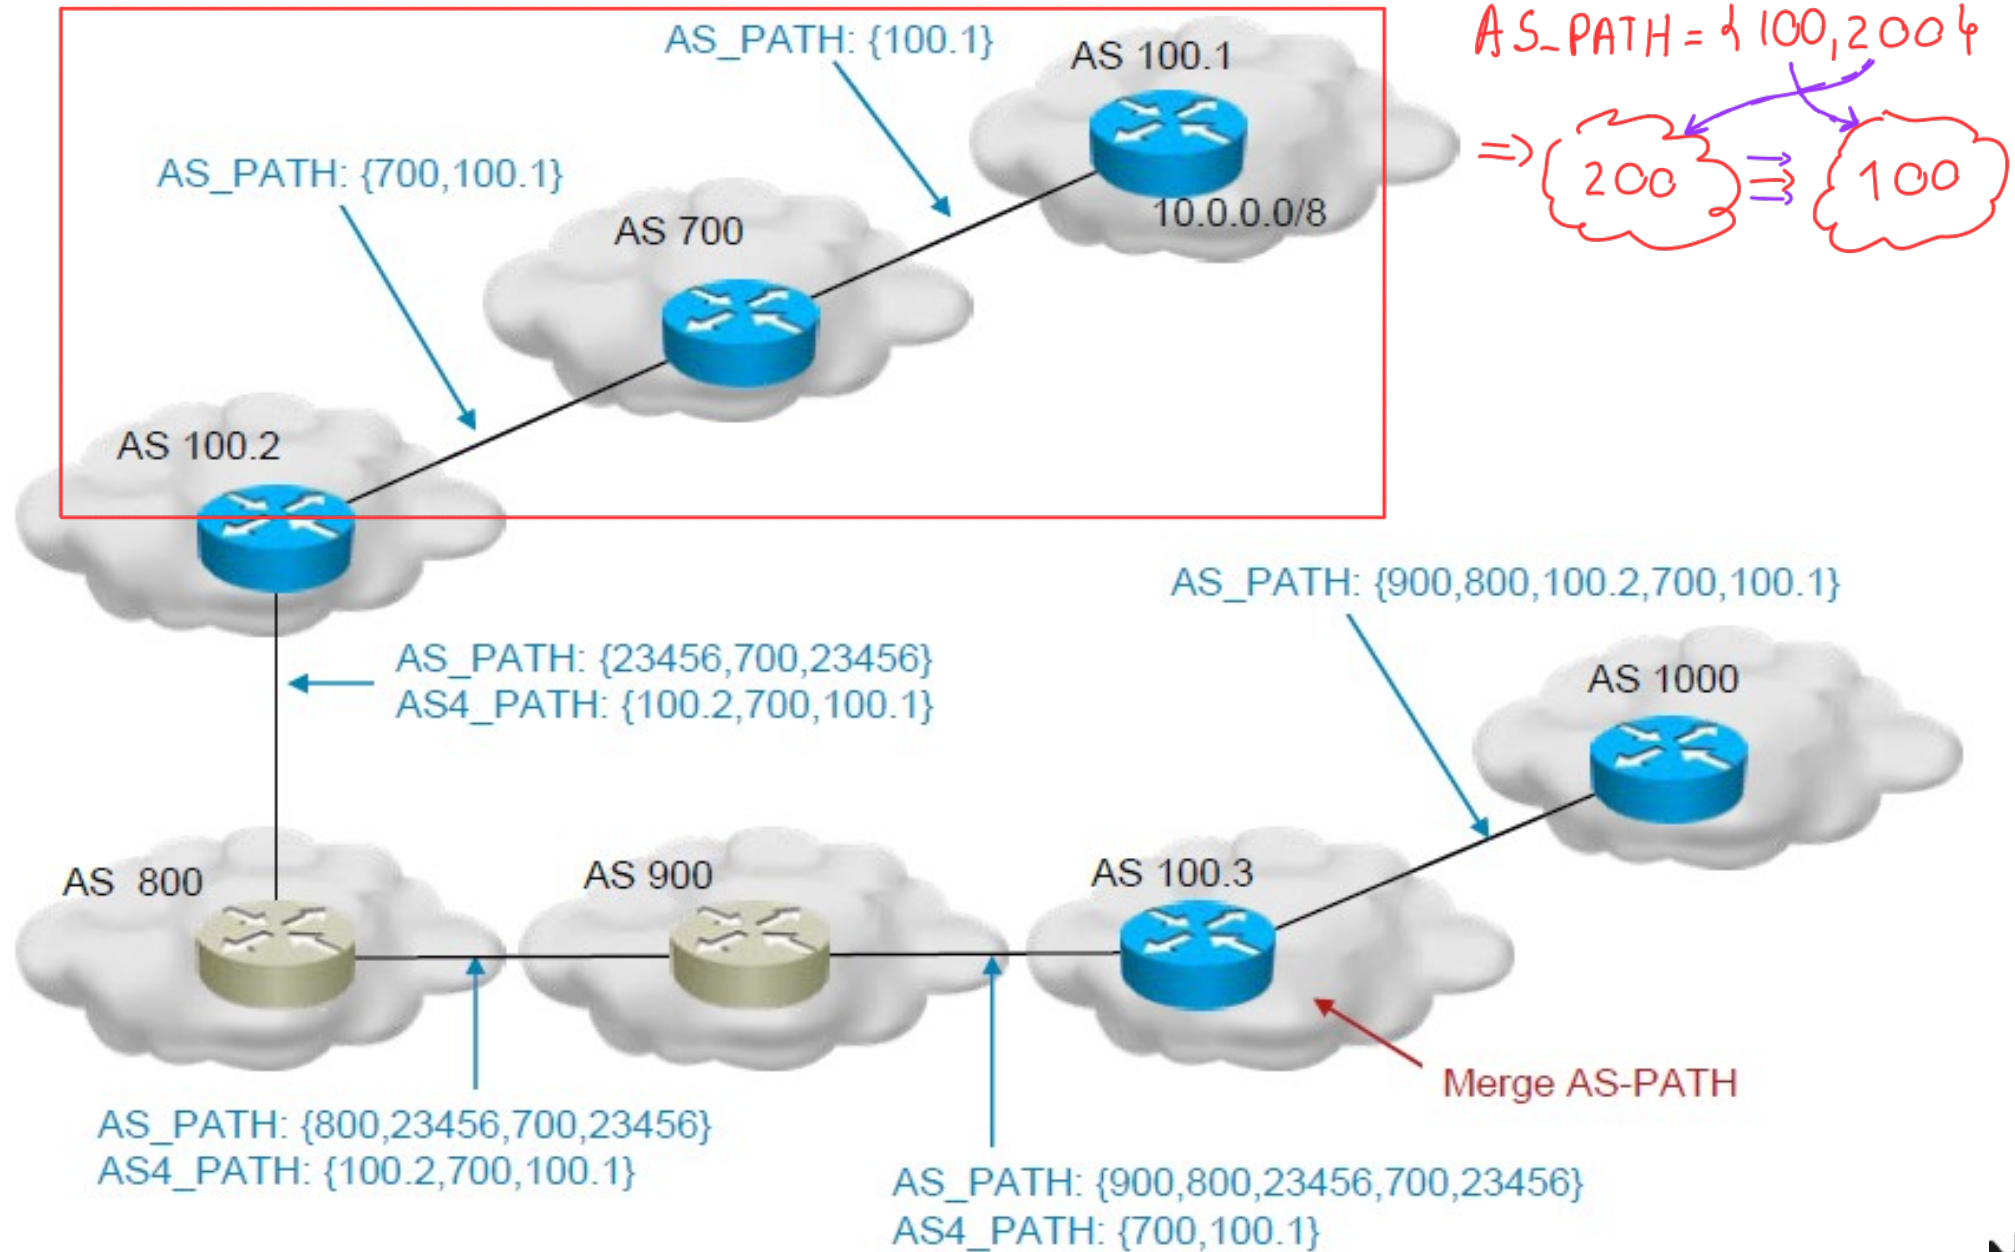 AS_PATH: {100.1}
AS_PATH = {100,200}
AS 100.1
AS_PATH: {700,100.1}
=> 200 100
10.0.0.0/8
AS 700
AS 100.2
AS_PATH: {900,800,100.2,700,100.1}
AS_PATH: {23456,700,23456}
AS4_PATH: {100.2,700,100.1}
AS 1000
AS 800
AS 900
AS 100.3
Merge AS-PATH
AS_PATH: {800,23456,700,23456}
AS4_PATH: {100.2,700,100.1}
AS_PATH: {900,800,23456,700,23456}
AS4_PATH: {700,100.1}